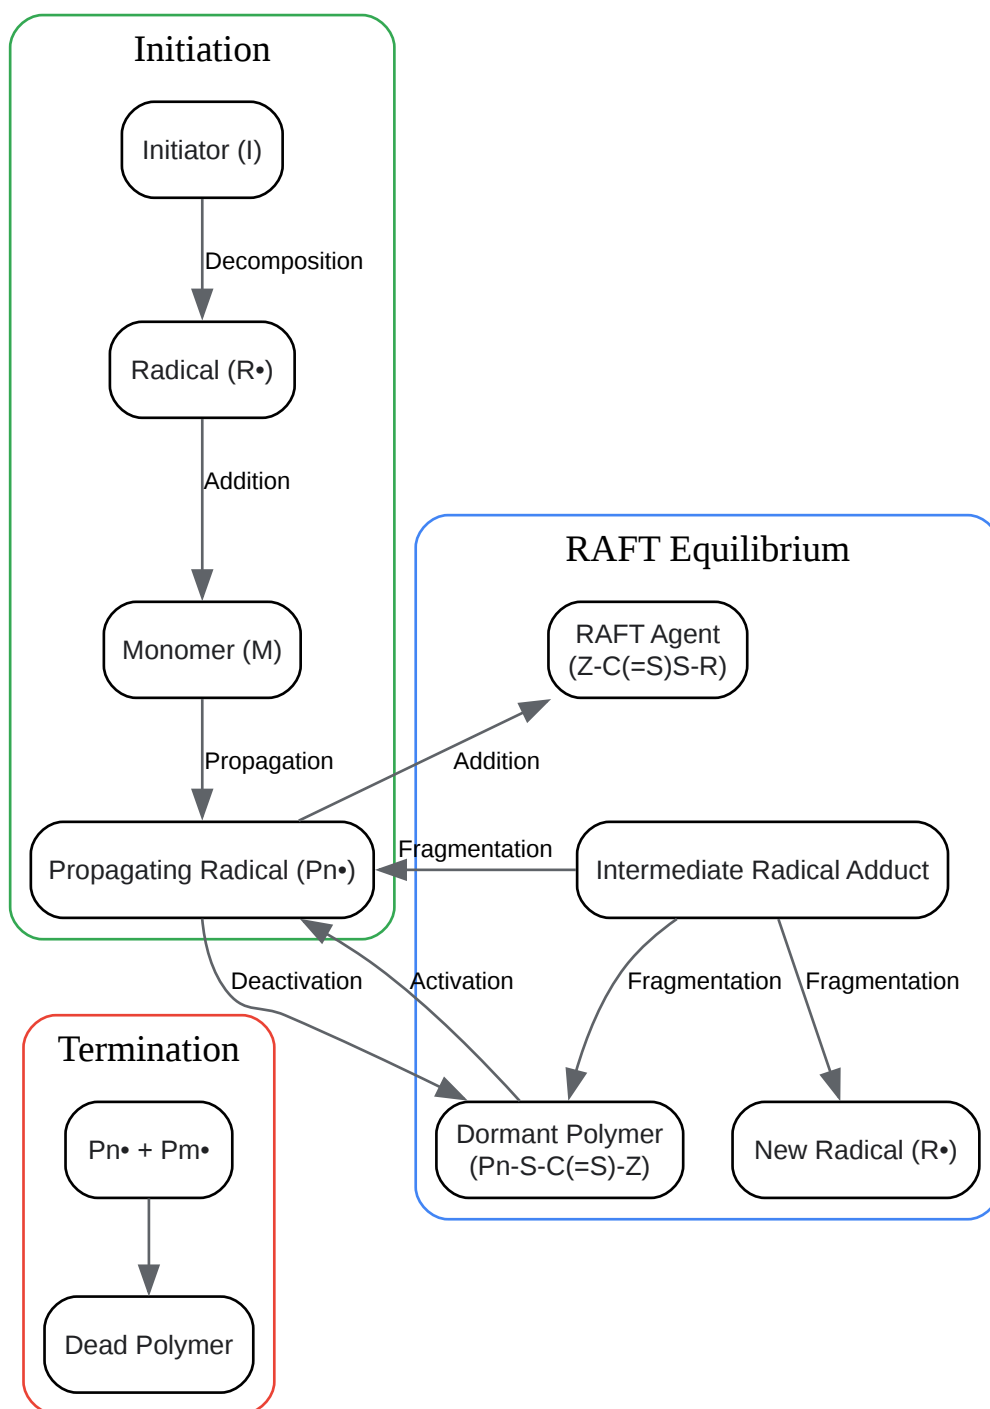 Initiation
Initiator (I)
Decomposition
Radical (R•)
Addition
Monomer (M)
Propagation
Propagating Radical (Pn•)
RAFT Equilibrium
RAFT Agent
(Z-C(=S)S-R)
Addition
Fragmentation
Intermediate Radical Adduct
Deactivation
Activation
Fragmentation
Fragmentation
Dormant Polymer
(Pn-S-C(=S)-Z)
New Radical (R•)
Termination
Pn• + Pm•
Dead Polymer